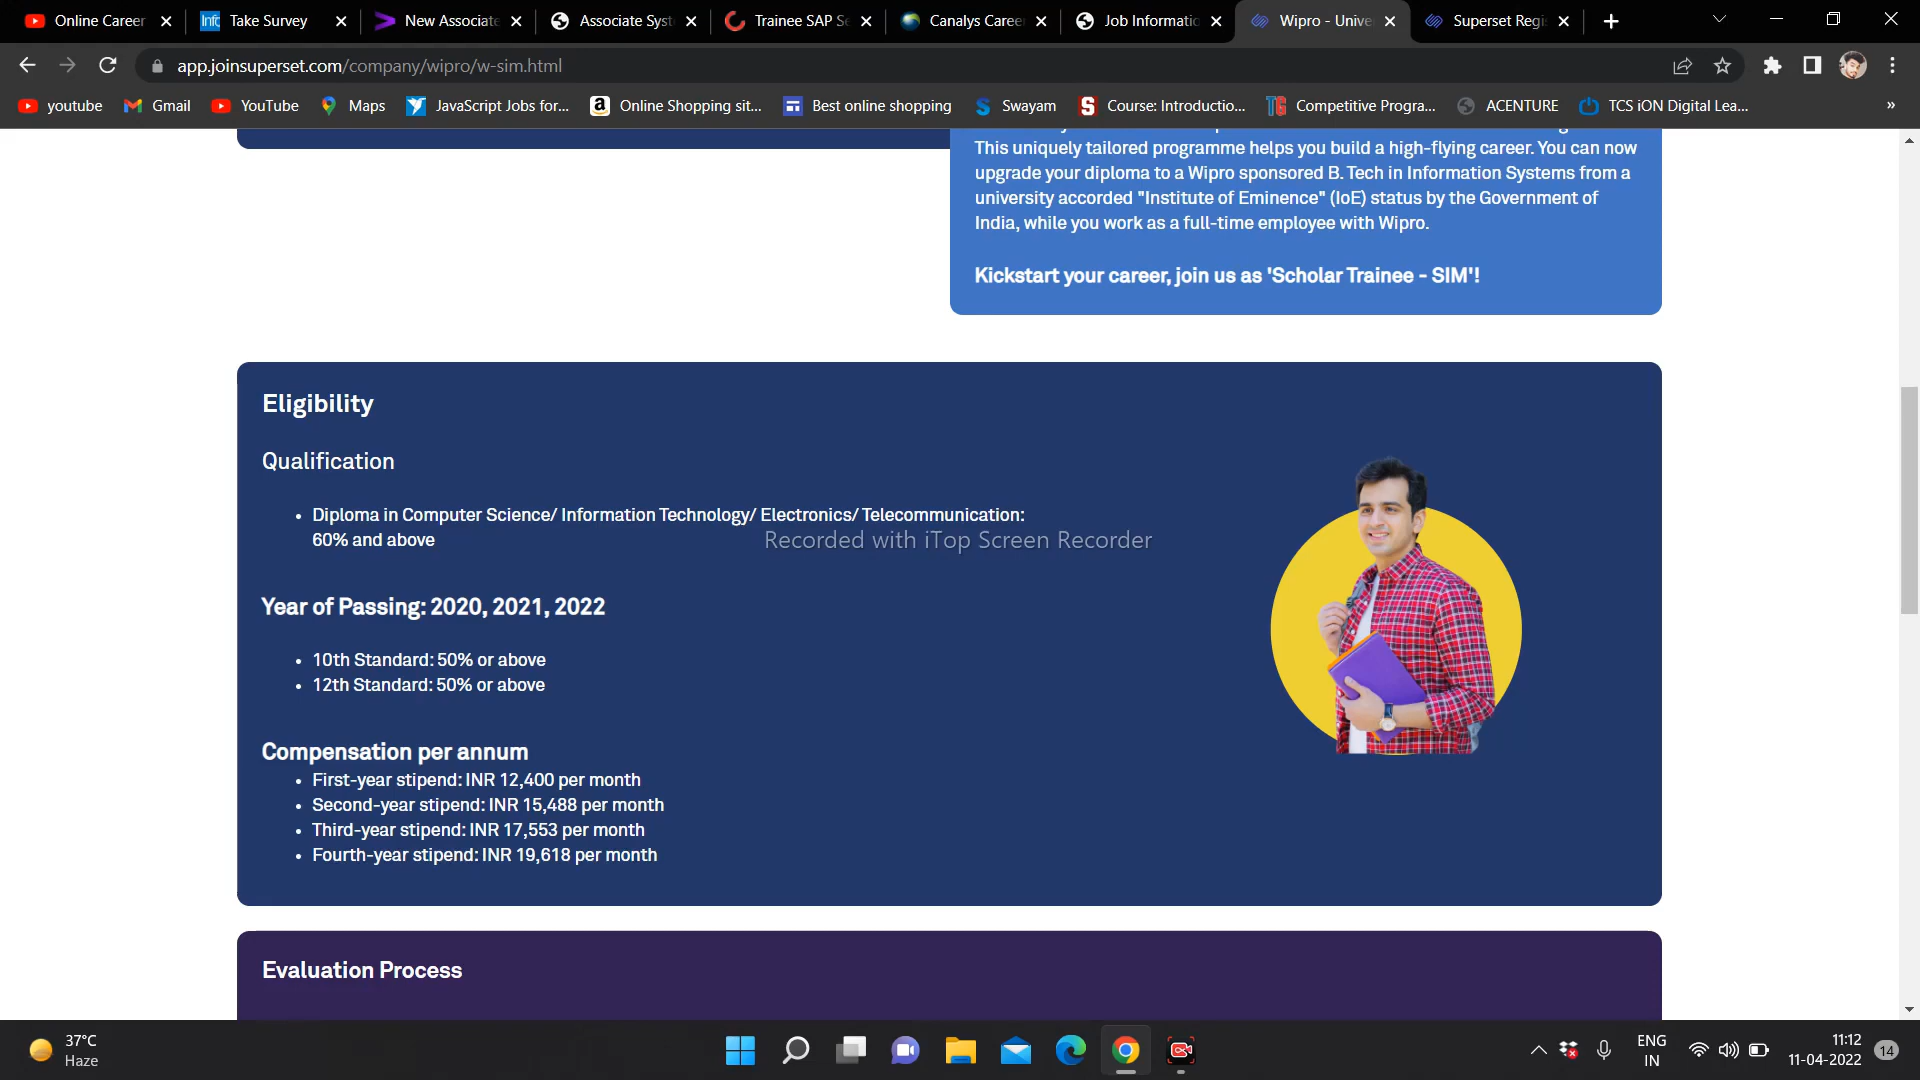 Online Career
Take Survey
New Associate
Associate Syst
Trainee SAP Se
Canalys Career
Job Informatio
Wipro - Unive
Superset Regi
app.joinsuperset.com/company/wipro/w-sim.html
youtube
Gmail
YouTube
Maps
JavaScript Jobs for...
Online Shopping sit...
Best online shopping
Swayam
Course: Introductio...
Competitive Progra...
ACENTURE
TCS iON Digital Lea...
»
This uniquely tailored programme helps you build a high-flying career. You can now
upgrade your diploma to a Wipro sponsored B. Tech in Information Systems from a
university accorded "Institute of Eminence" (IoE) status by the Government of
India, while you work as a full-time employee with Wipro.
Kickstart your career, join us as 'Scholar Trainee - SIM'!
Eligibility
Qualification
• Diploma in Computer Science/ Information Technology/ Electronics/ Telecommunication:
60% and above
Recorded with iTop Screen Recorder
Year of Passing: 2020, 2021, 2022
• 10th Standard: 50% or above
• 12th Standard: 50% or above
Compensation per annum
• First-year stipend: INR 12,400 per month
• Second-year stipend: INR 15,488 per month
• Third-year stipend: INR 17,553 per month
• Fourth-year stipend: INR 19,618 per month
Evaluation Process
37°C
Haze
ENG
IN
11:12
11-04-2022
14